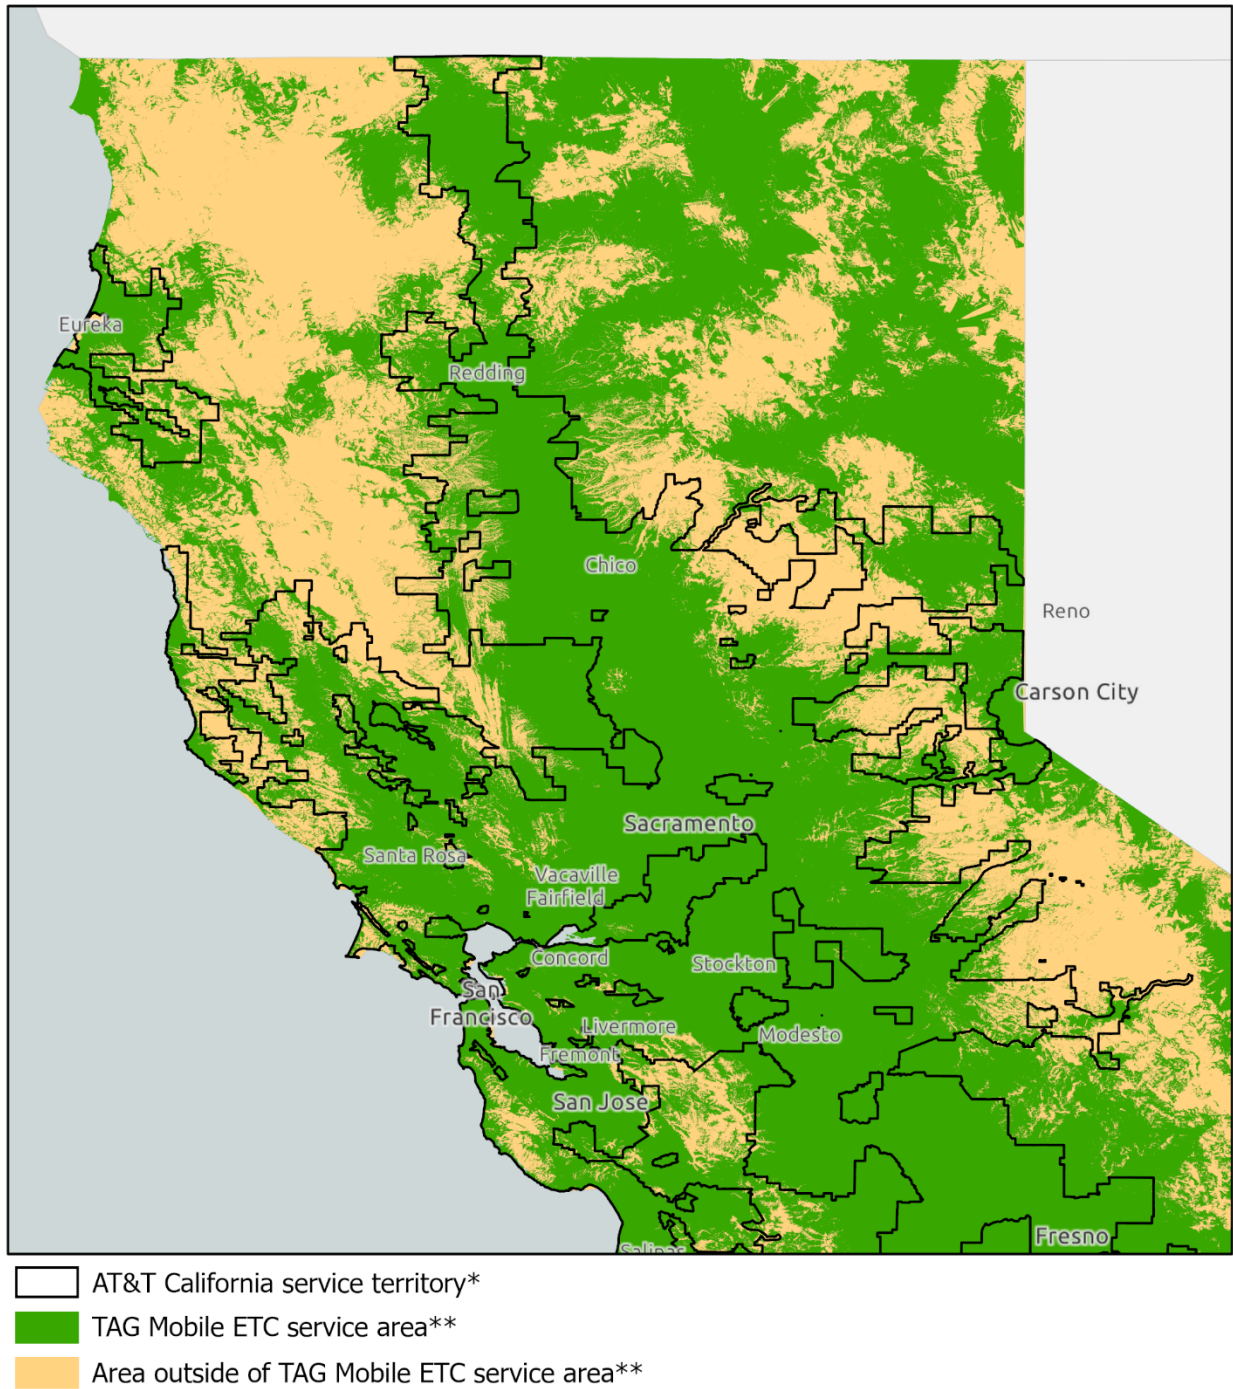 Eureka
Redding
Chico
Reno
Carson City
Sacramento
Santa Rosa
Vacaville
Fairfield
Concord
Stockton
San
Francisco
Livermore
Modesto
Fremont
San Jose
Fresno
Salinas
AT&T California service territory*
TAG Mobile ETC service area**
Area outside of TAG Mobile ETC service area**